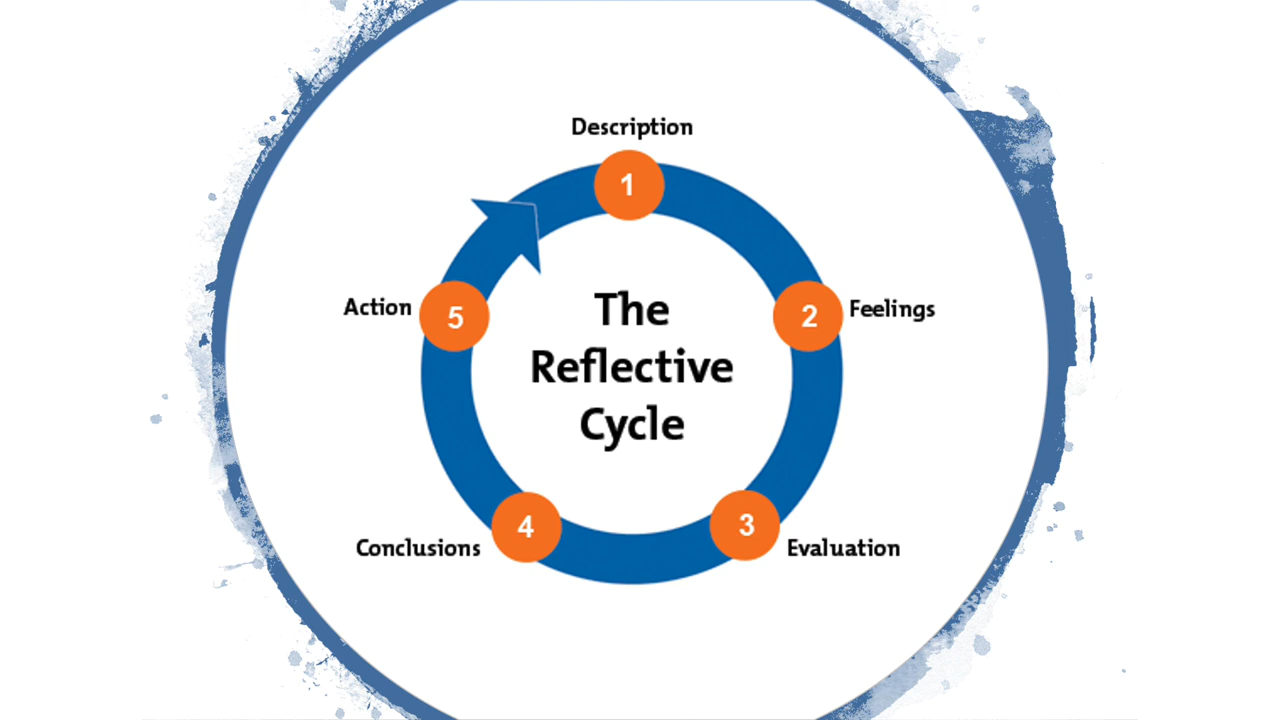 Description
1
Action
5
The
Reflective
Cycle
2
Feelings
Conclusions
4
3
Evaluation